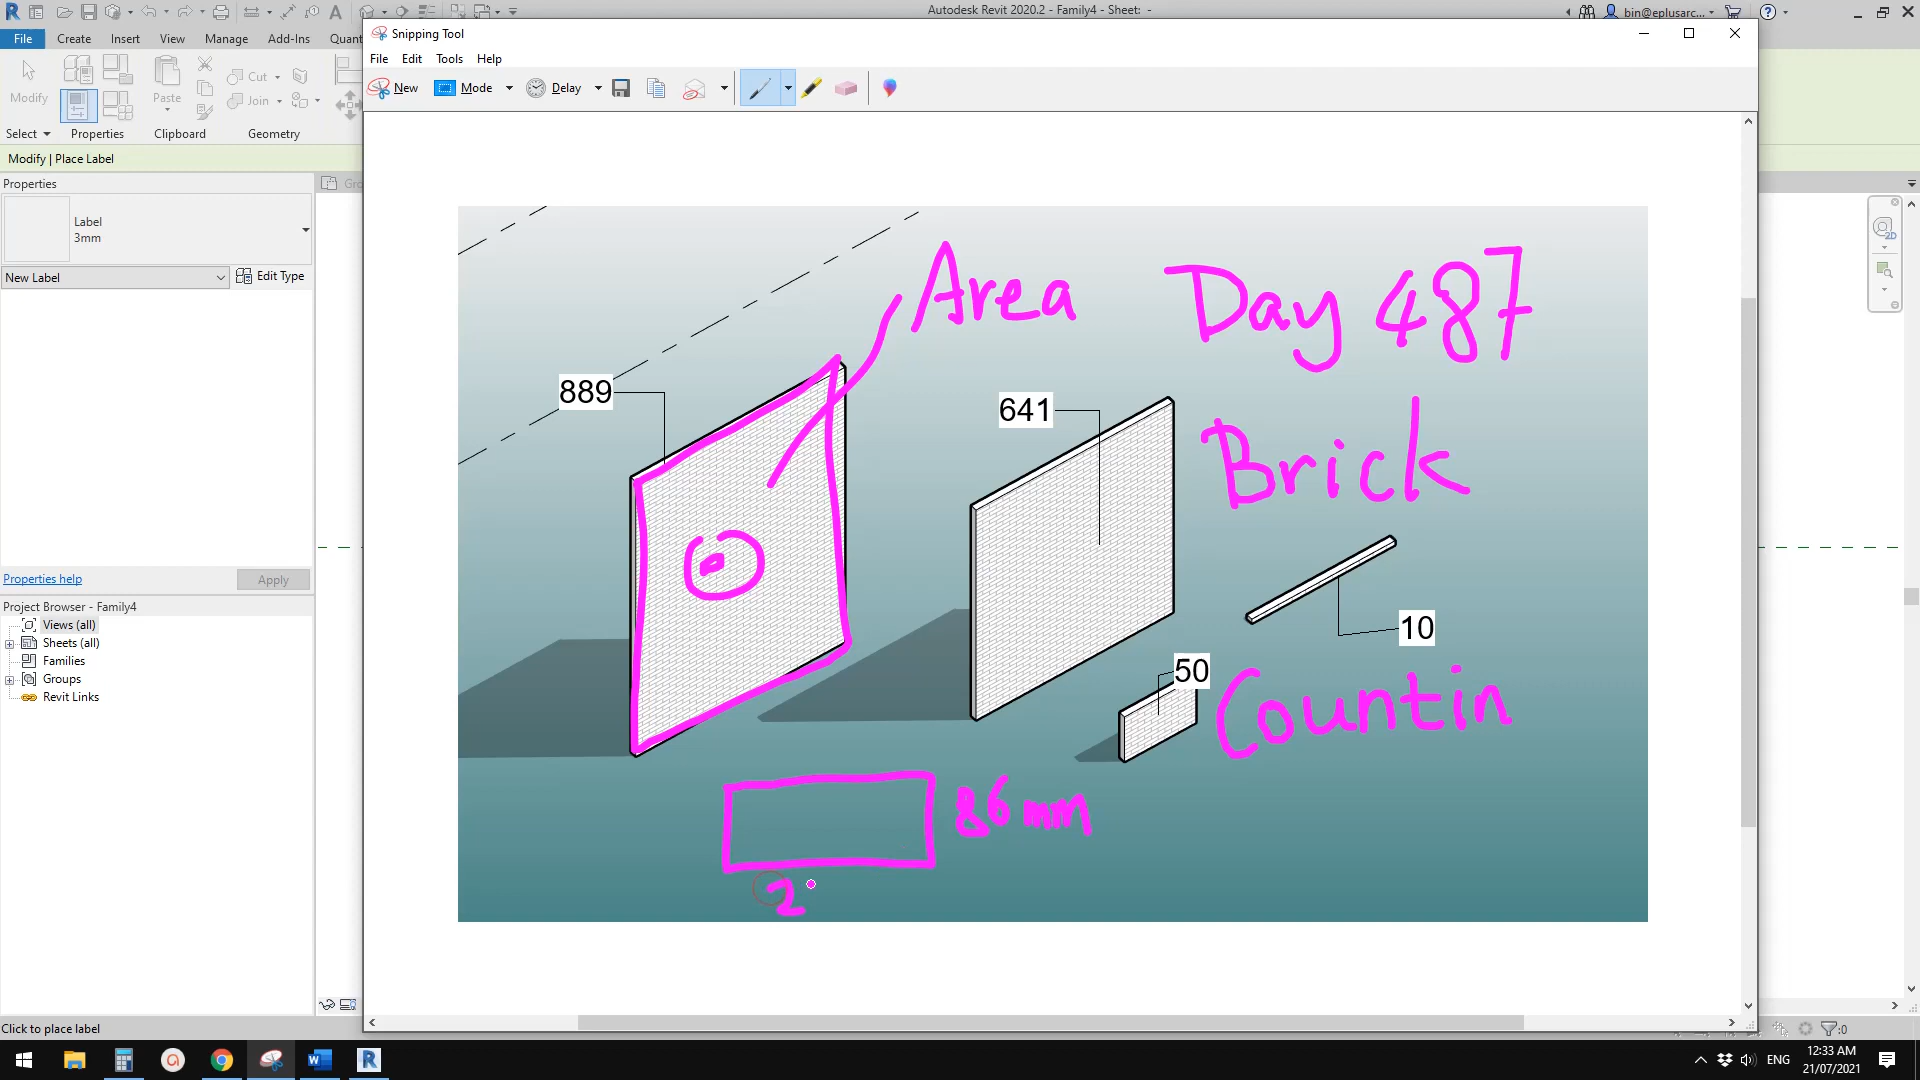 Autodesk Revit 2020.2 - Family4 - Sheet: -
bin@eplusarc...
File Create Insert View Manage Add-Ins Quant
Modify
Paste
Cut
Join
Select Properties Clipboard Geometry
Modify | Place Label
Properties
Label
3mm
New Label
Edit Type
Properties help
Apply
Project Browser - Family4
Views (all)
Sheets (all)
Families
Groups
Revit Links
Click to place label
Snipping Tool
File Edit Tools Help
New Mode Delay
Area Day 487
889
641
Brick
10
50
Countin
86mm
2
2D
:0
ENG
12:33 AM
21/07/2021